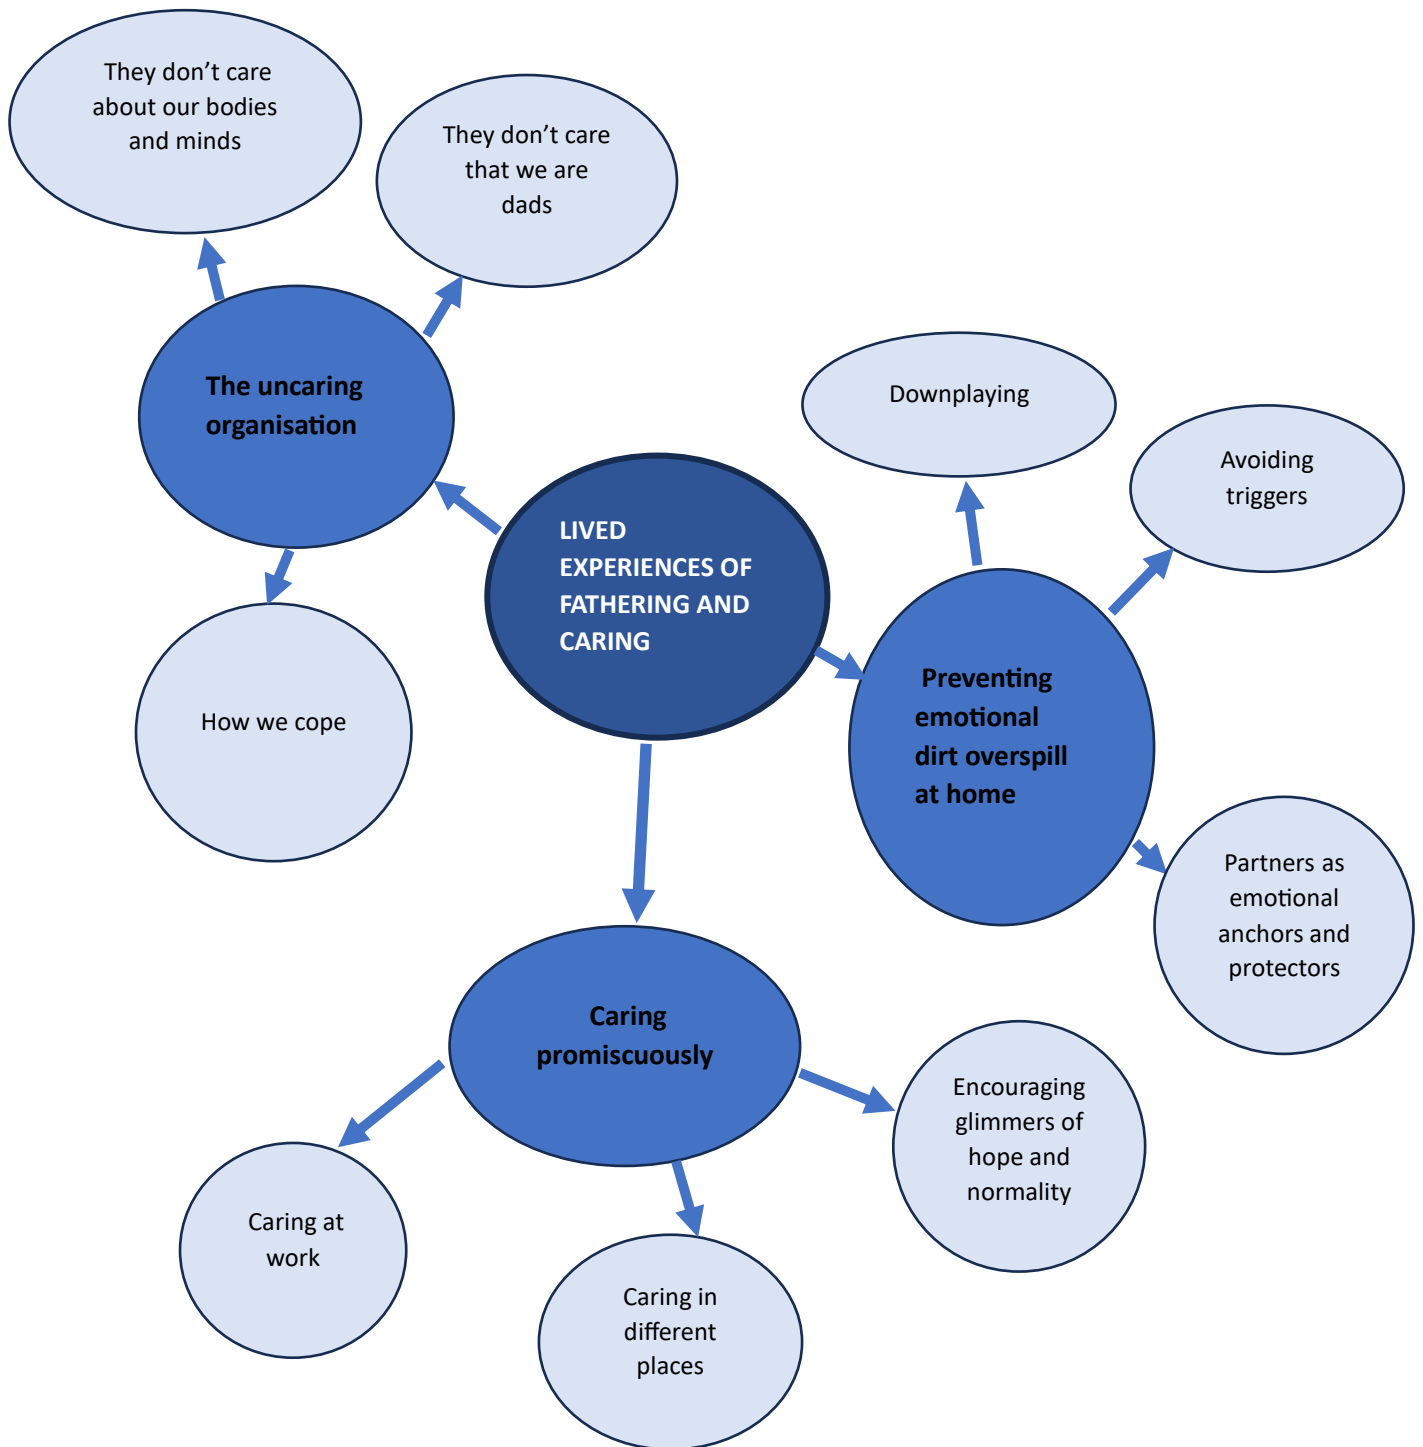 They don’t care
about our bodies
and minds
They don’t care
that we are
dads
The uncaring
organisation
How we cope
LIVED
EXPERIENCES OF
FATHERING AND
CARING
Downplaying
Avoiding
triggers
Preventing
emotional
dirt overspill
at home
Partners as
emotional
anchors and
protectors
Caring
promiscuously
Encouraging
glimmers of
hope and
normality
Caring at
work
Caring in
different
places